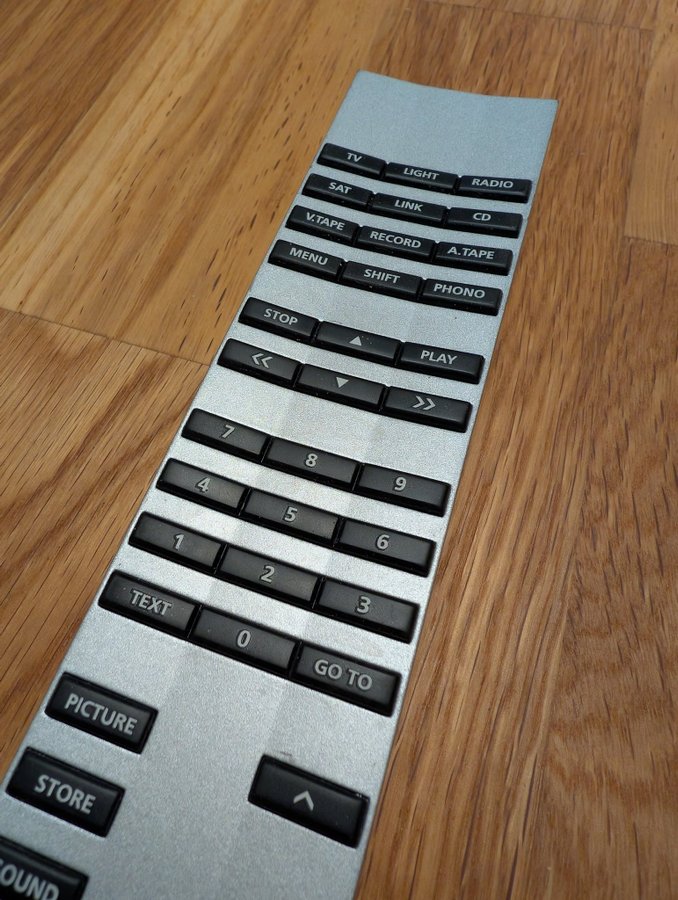 TV LIGHT RADIO
SAT LINK CD
V.TAPE RECORD A.TAPE
MENU SHIFT PHONO
STOP ▲ PLAY
<< ▼ >>
7 8 9
4 5 6
1 2 3
TEXT 0 GO TO
PICTURE
STORE ^
SOUND